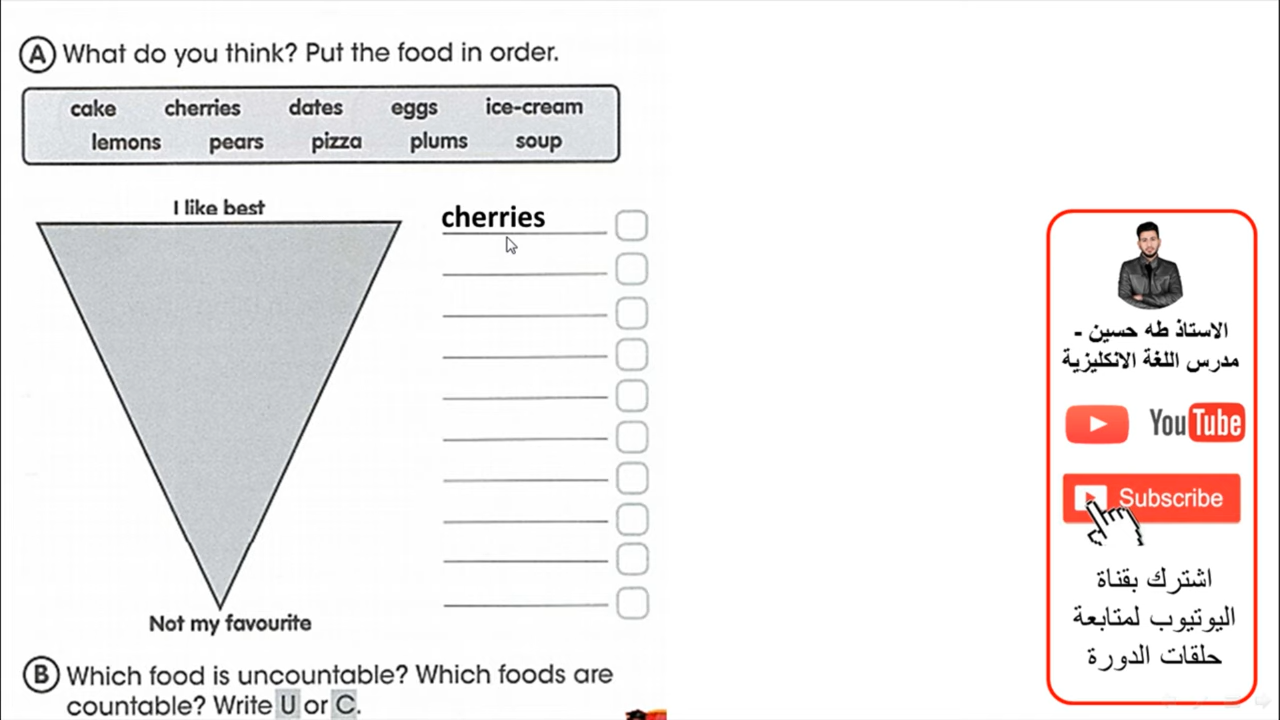 A What do you think? Put the food in order.
cake cherries dates eggs ice-cream
lemons pears pizza plums soup
I like best
cherries
Not my favourite
B Which food is uncountable? Which foods are
countable? Write U or C.
الاستاذ طه حسين -
مدرس اللغة الانكليزية
YouTube
Subscribe
اشترك بقناة
اليوتيوب لمتابعة
حلقات الدورة